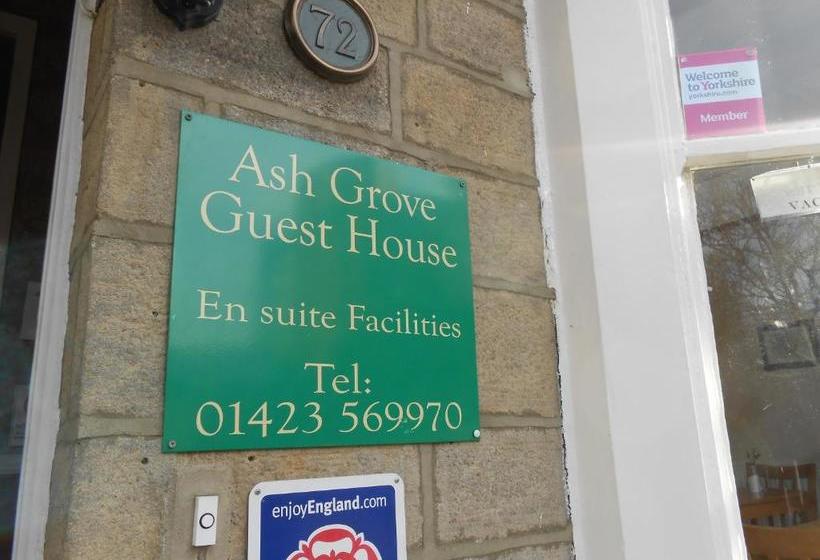 72
Ash Grove
Guest House
En suite Facilities
Tel:
01423 569970
enjoyEngland.com
Welcome
to Yorkshire
yorkshire.com
Member